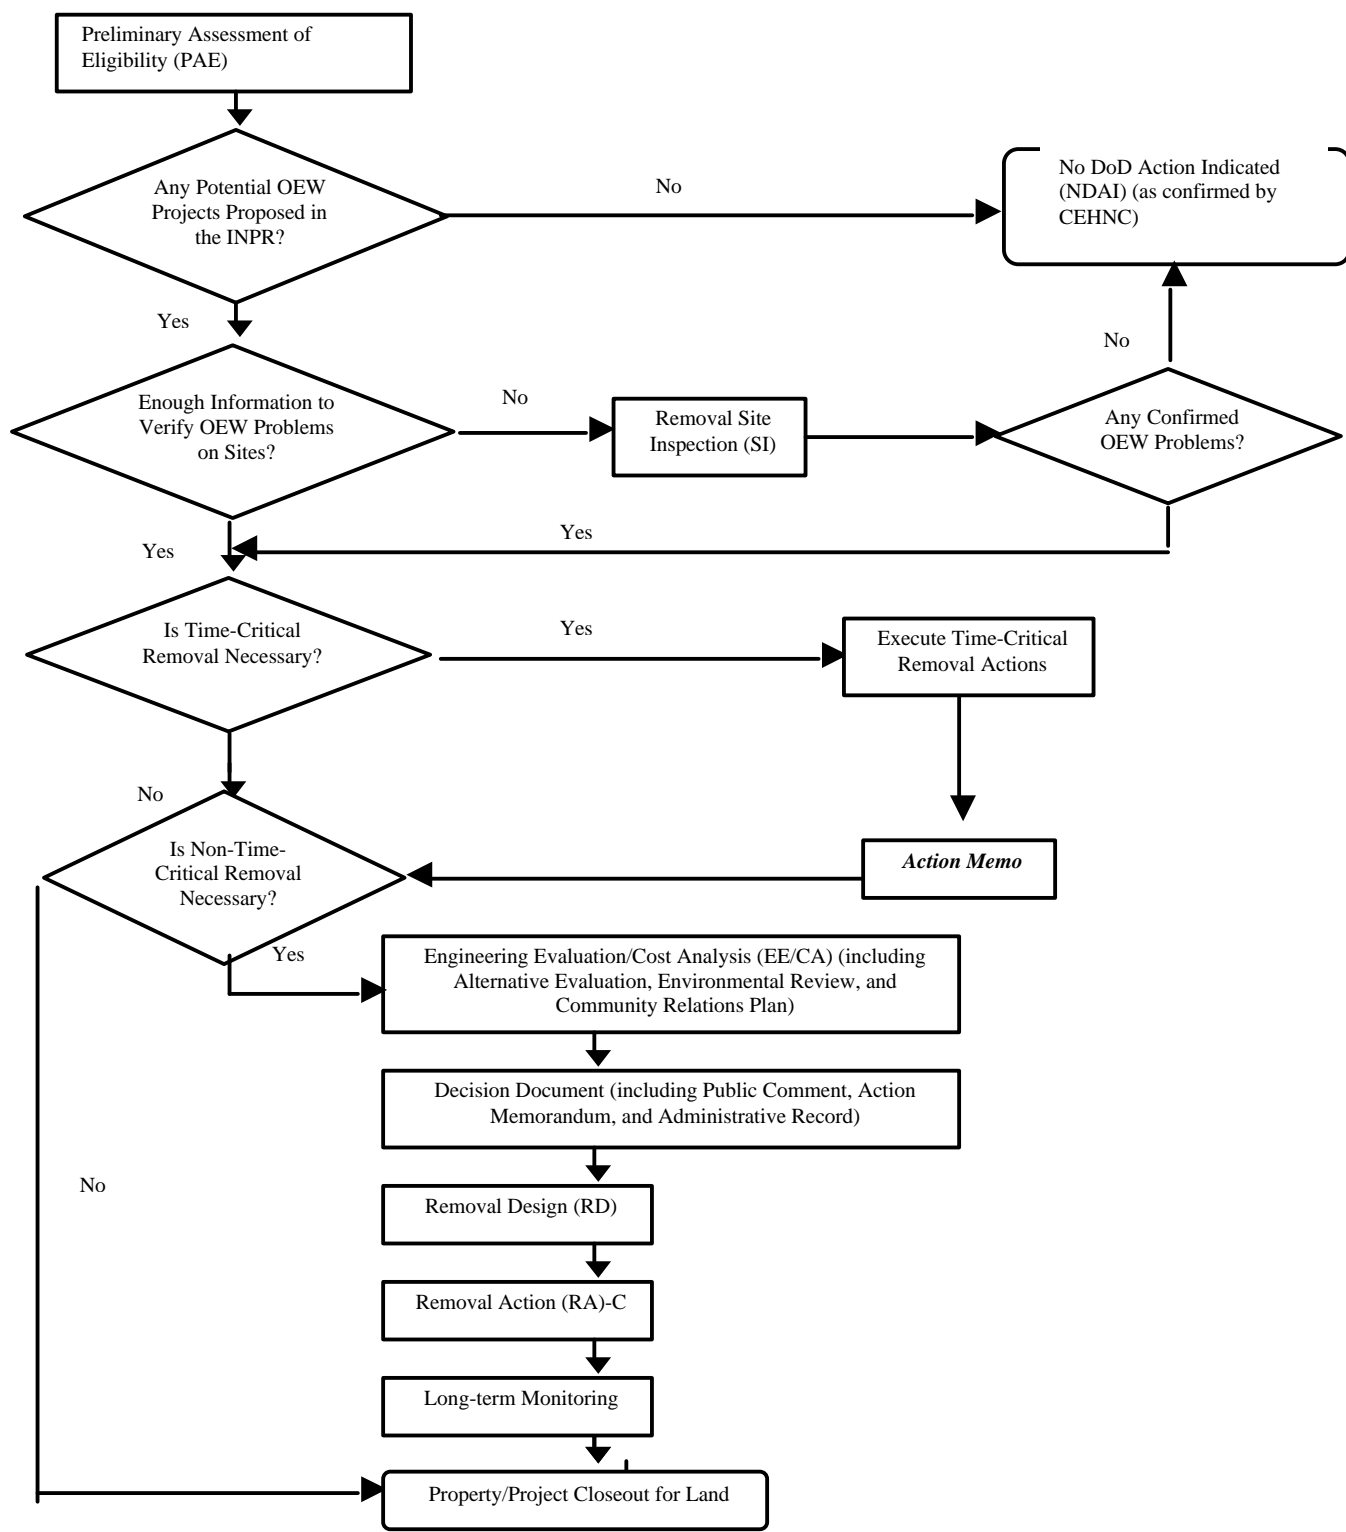 Preliminary Assessment of
Eligibility (PAE)
Any Potential OEW
Projects Proposed in
the INPR?
No
No DoD Action Indicated
(NDAI) (as confirmed by
CEHNC)
Yes
No
Enough Information to
Verify OEW Problems
on Sites?
No
Removal Site
Inspection (SI)
Any Confirmed
OEW Problems?
Yes
Yes
Is Time-Critical
Removal Necessary?
Yes
Execute Time-Critical
Removal Actions
No
Is Non-Time-
Critical Removal
Necessary?
Action Memo
Yes
Engineering Evaluation/Cost Analysis (EE/CA) (including
Alternative Evaluation, Environmental Review, and
Community Relations Plan)
Decision Document (including Public Comment, Action
Memorandum, and Administrative Record)
No
Removal Design (RD)
Removal Action (RA)-C
Long-term Monitoring
Property/Project Closeout for Land